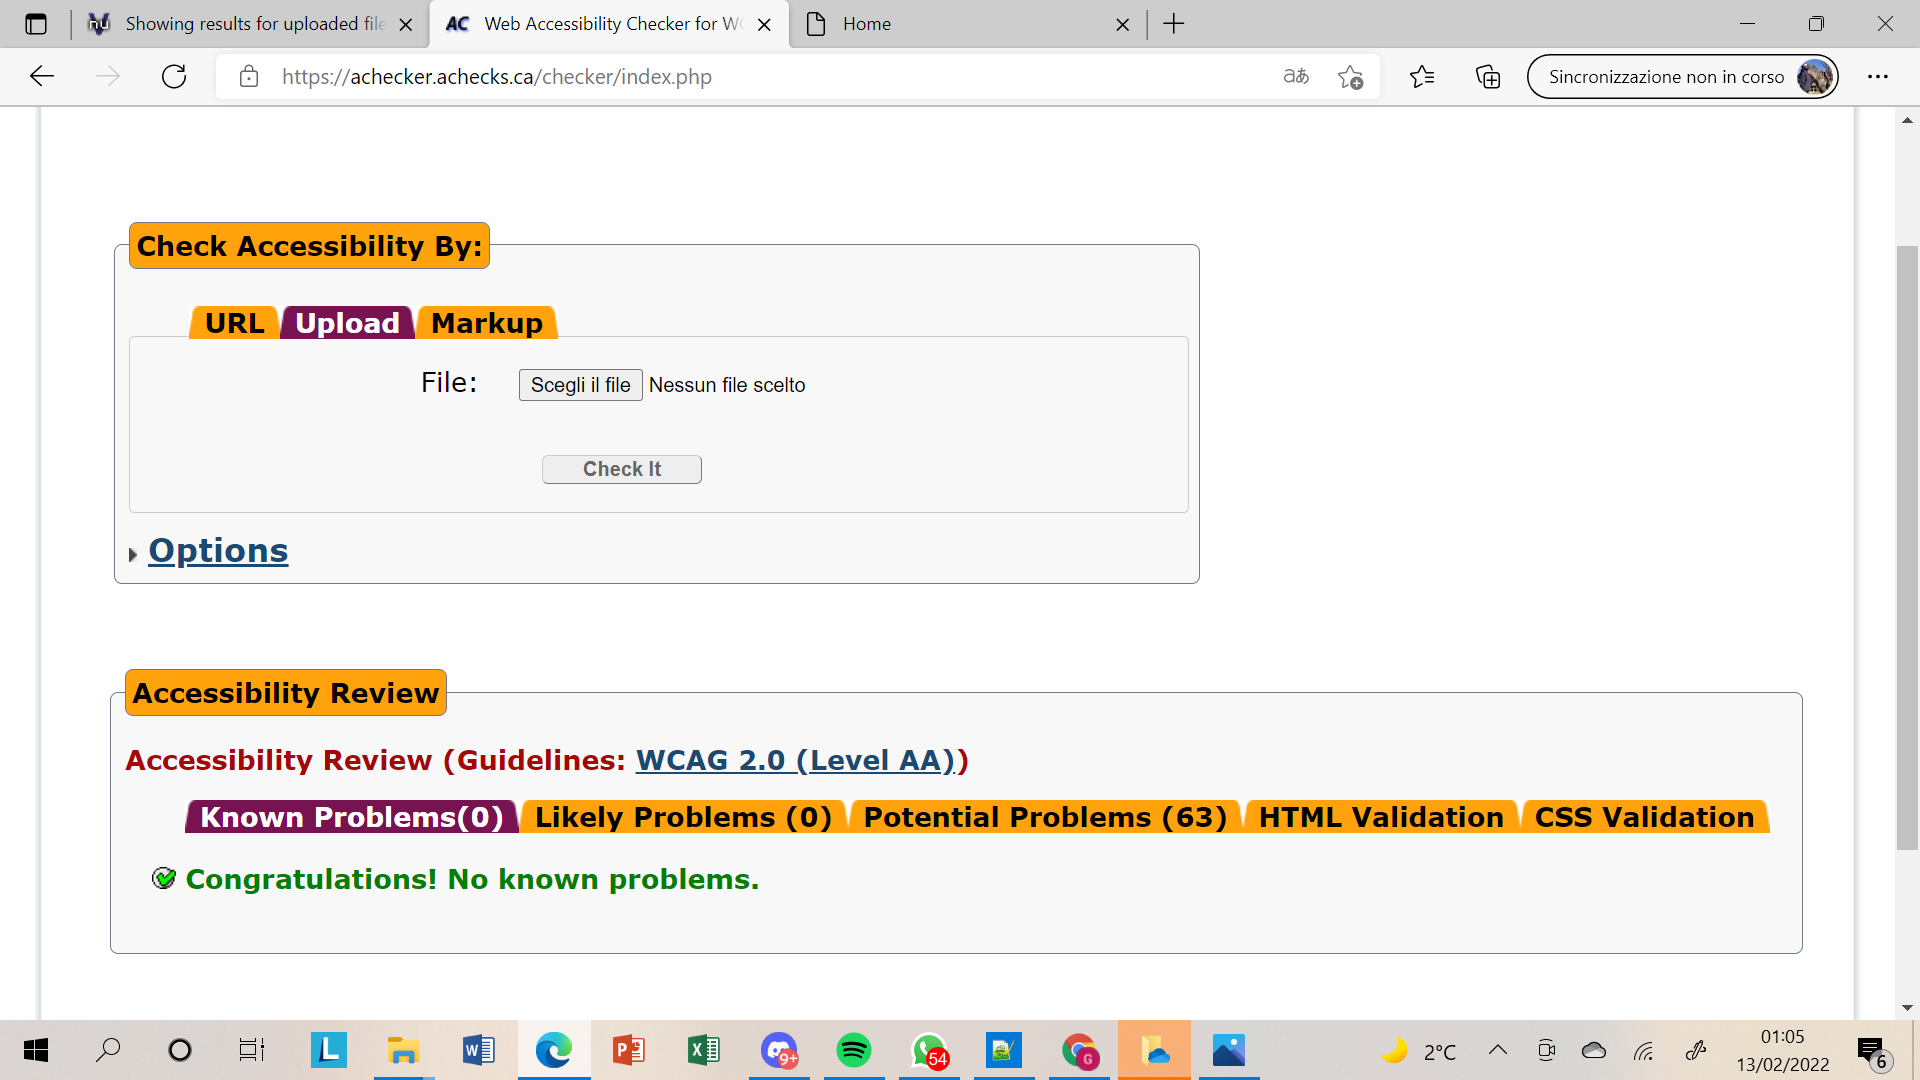 Showing results for uploaded file
Web Accessibility Checker for WC
Home
https://achecker.achecks.ca/checker/index.php
aあ
Sincronizzazione non in corso
Check Accessibility By:
URL
Upload
Markup
File:
Scegli il file
Nessun file scelto
Check It
Options
Accessibility Review
Accessibility Review (Guidelines: WCAG 2.0 (Level AA))
Known Problems(0)
Likely Problems (0)
Potential Problems (63)
HTML Validation
CSS Validation
Congratulations! No known problems.
9+
54
G
2°C
01:05
13/02/2022
6